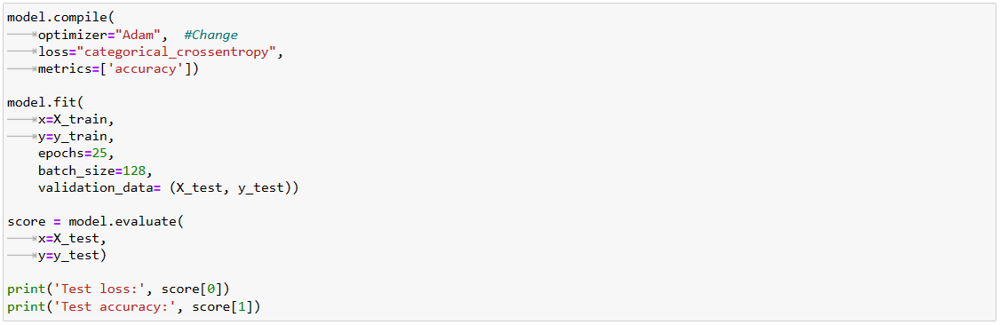 model.compile(
    optimizer="Adam",  #Change
    loss="categorical_crossentropy",
    metrics=['accuracy'])

model.fit(
    x=X_train,
    y=y_train,
    epochs=25,
    batch_size=128,
    validation_data= (X_test, y_test))

score = model.evaluate(
    x=X_test,
    y=y_test)

print('Test loss:', score[0])
print('Test accuracy:', score[1])